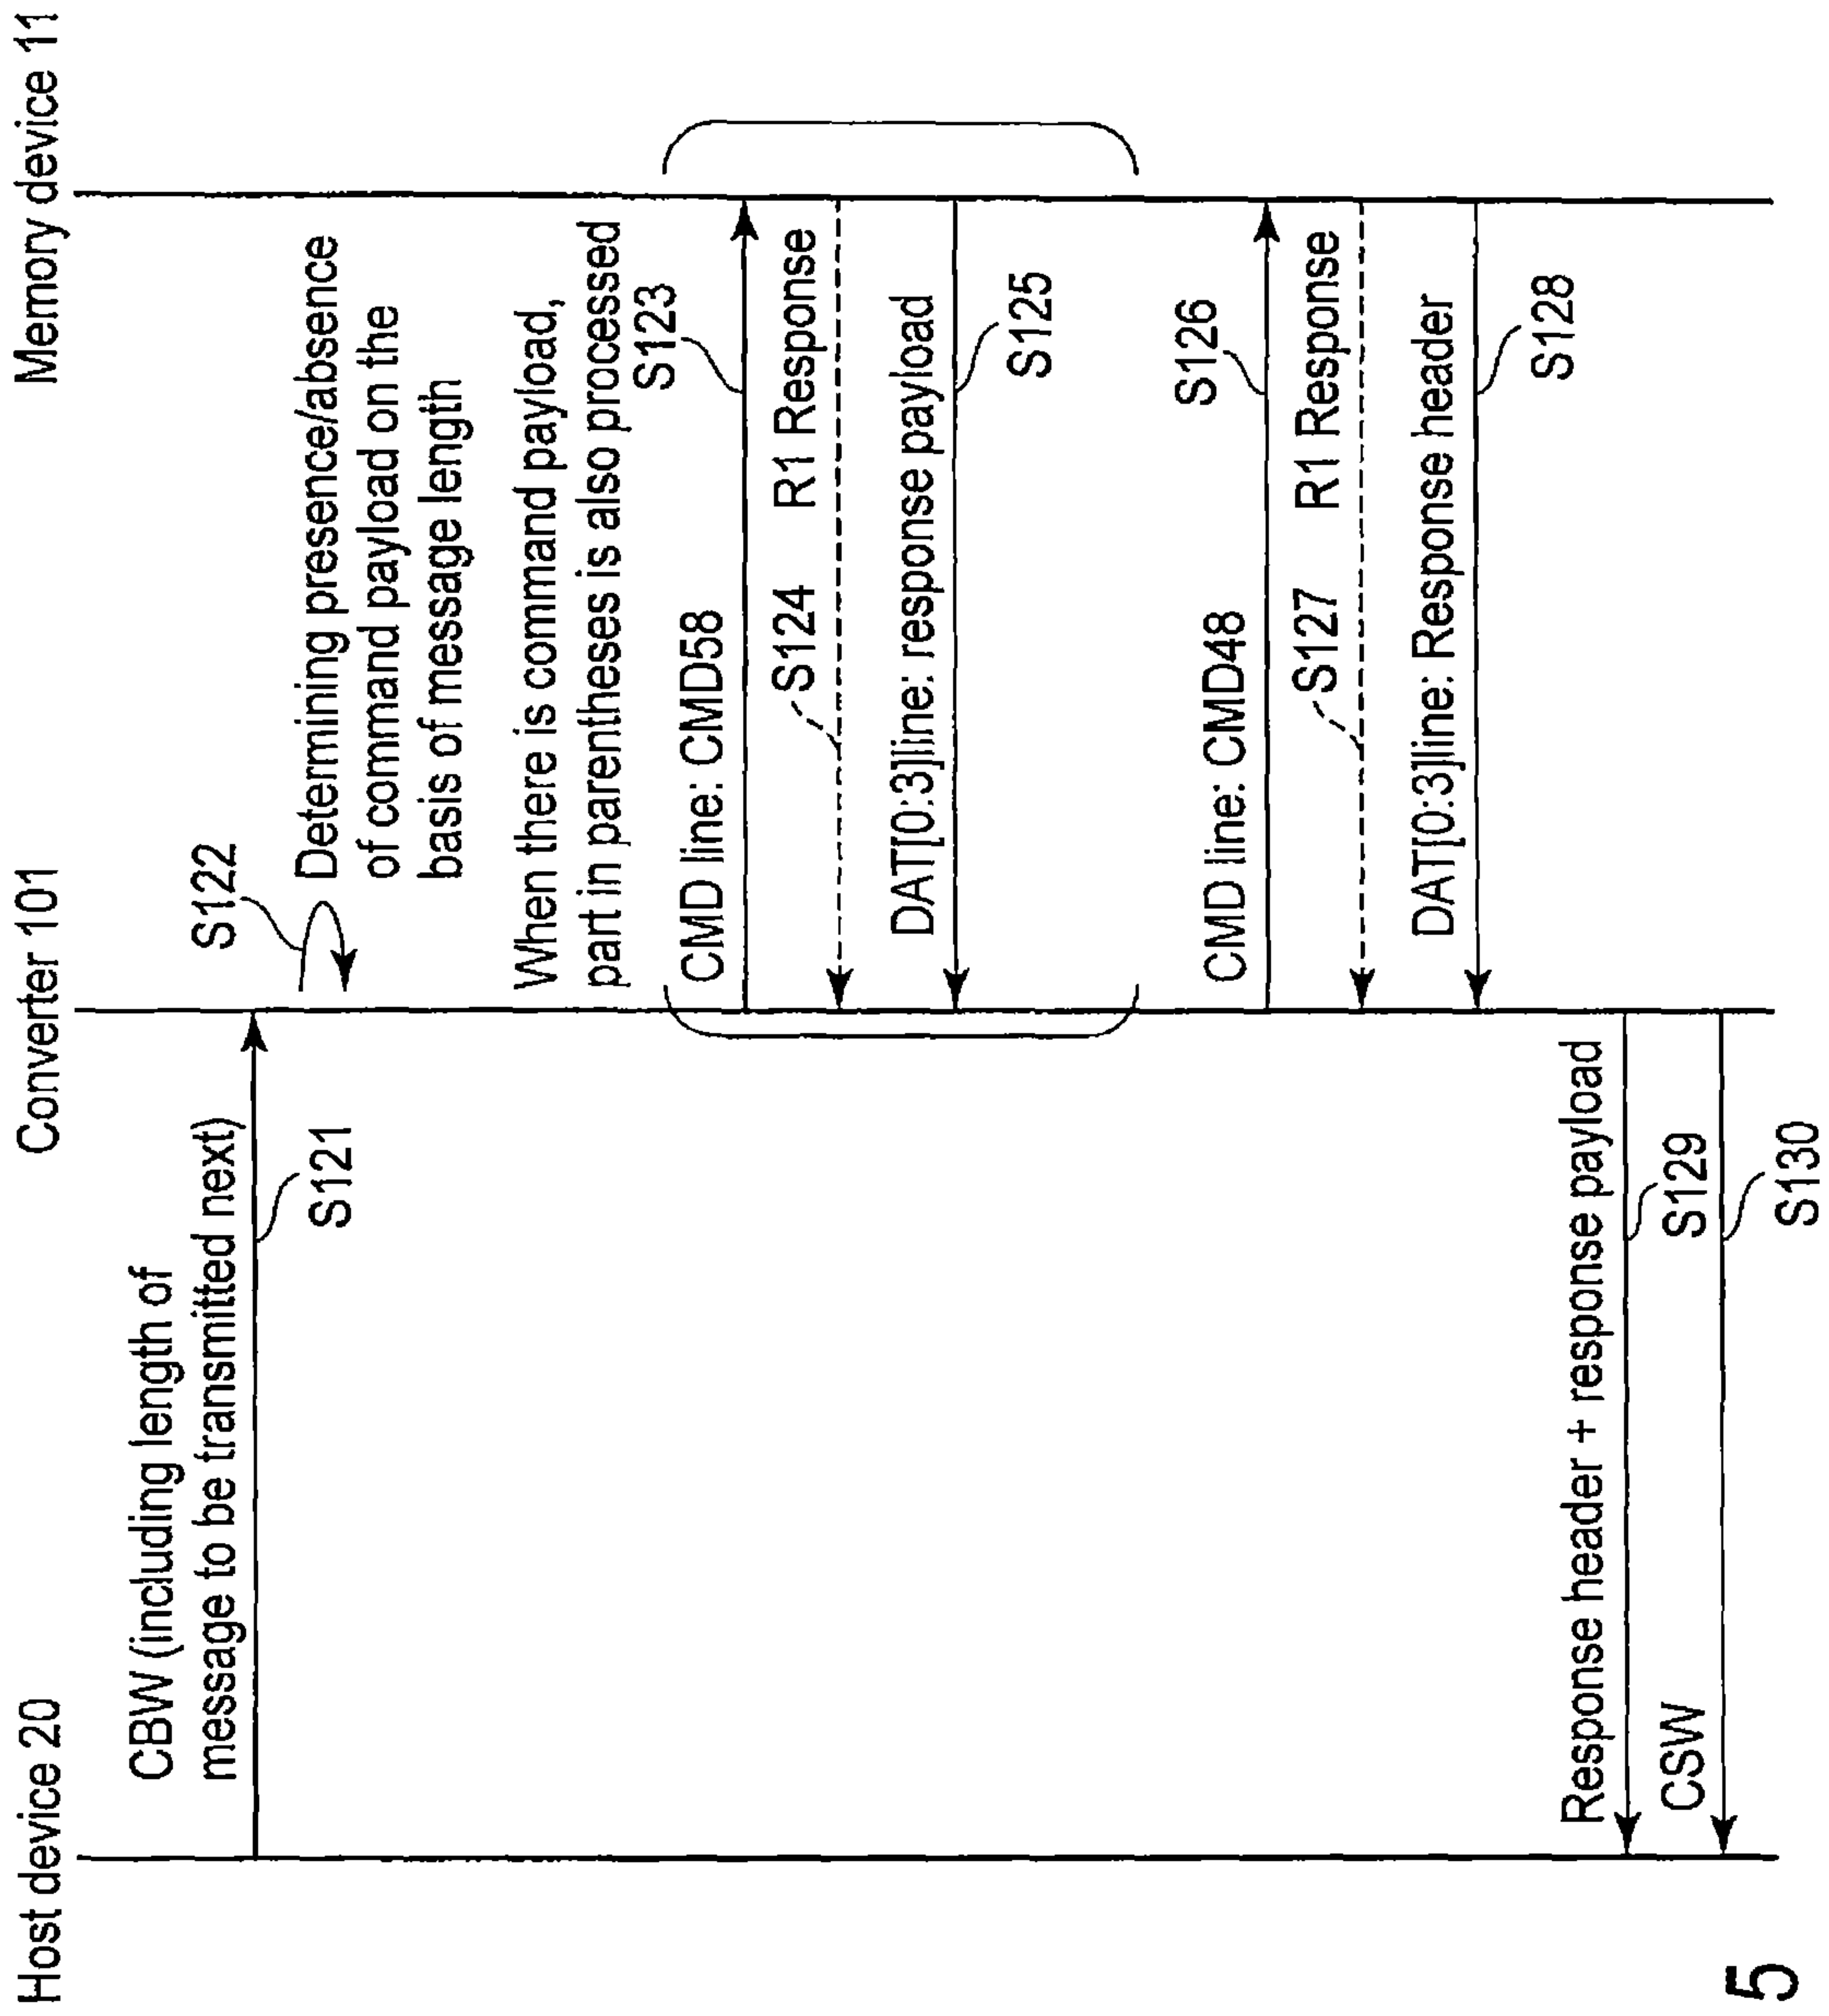 Host device 20
Converter 101
Memory device 11
CBW (including length of
message to be transmitted next)
S121
S122
Determining presence/absence
of command payload on the
basis of message length
When there is command payload,
part in parentheses is also processed
CMD line: CMD58
S123
S124
R1 Response
DAT[0:3]line: response payload
S125
CMD line: CMD48
S126
S127
R1 Response
DAT[0:3]line: Response header
S128
Response header + response payload
S129
CSW
S130
5